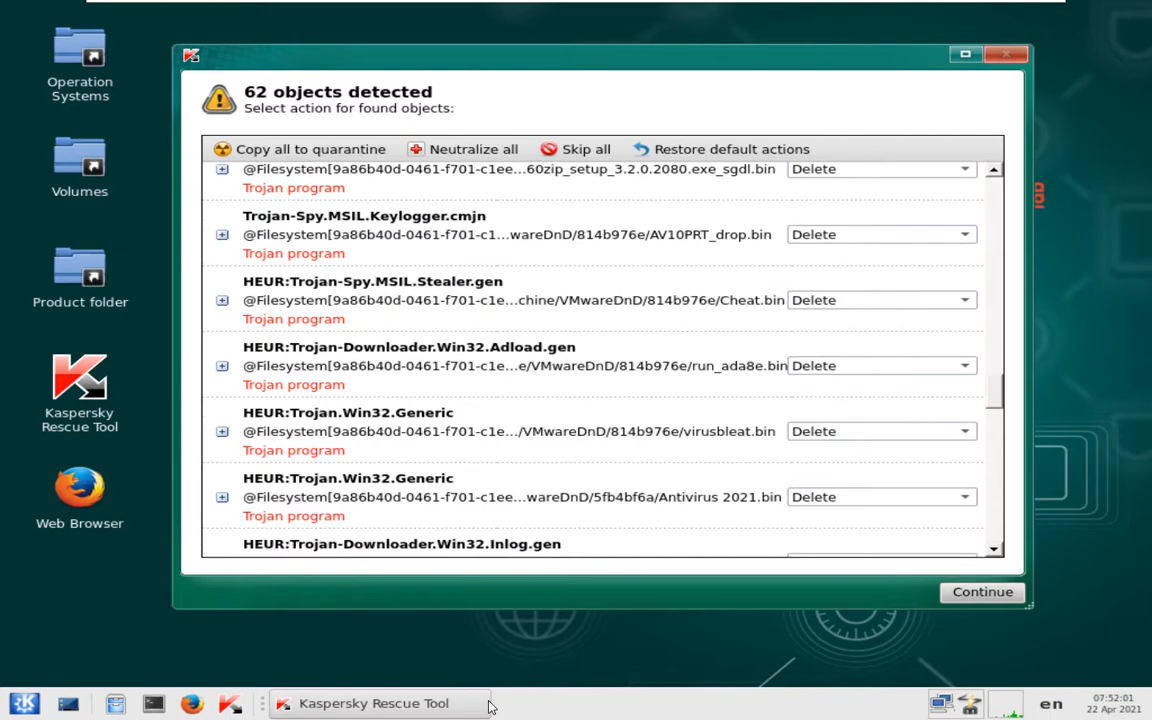 Operation
Systems
Volumes
Product folder
Kaspersky
Rescue Tool
Web Browser
62 objects detected
Select action for found objects:
Copy all to quarantine Neutralize all Skip all Restore default actions
@Filesystem[9a86b40d-0461-f701-c1ee...60zip_setup_3.2.0.2080.exe_sgdl.bin Delete
Trojan program
Trojan-Spy.MSIL.Keylogger.cmjn
@Filesystem[9a86b40d-0461-f701-c1...wareDnD/814b976e/AV10PRT_drop.bin Delete
Trojan program
HEUR:Trojan-Spy.MSIL.Stealer.gen
@Filesystem[9a86b40d-0461-f701-c1...chine/VMwareDnD/814b976e/Cheat.bin Delete
Trojan program
HEUR:Trojan-Downloader.Win32.Adload.gen
@Filesystem[9a86b40d-0461-f701-c1...e/VMwareDnD/814b976e/run_ada8e.bin Delete
Trojan program
HEUR:Trojan.Win32.Generic
@Filesystem[9a86b40d-0461-f701-c1e.../VMwareDnD/814b976e/virusbleat.bin Delete
Trojan program
HEUR:Trojan.Win32.Generic
@Filesystem[9a86b40d-0461-f701-c1ee...wareDnD/5fb4bf6a/Antivirus 2021.bin Delete
Trojan program
HEUR:Trojan-Downloader.Win32.Inlog.gen
Continue
Kaspersky Rescue Tool
en
07:52:01
22 Apr 2021